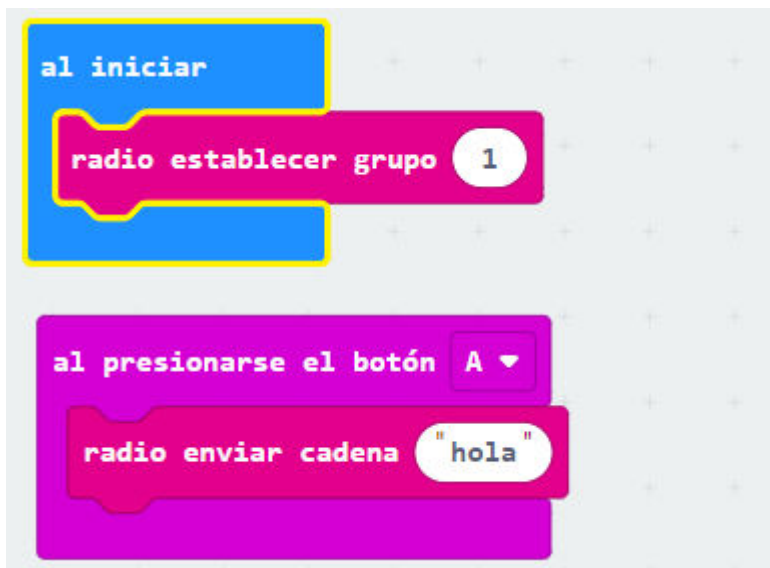 al iniciar
radio establecer grupo 1
al presionarse el botón A
radio enviar cadena "hola"